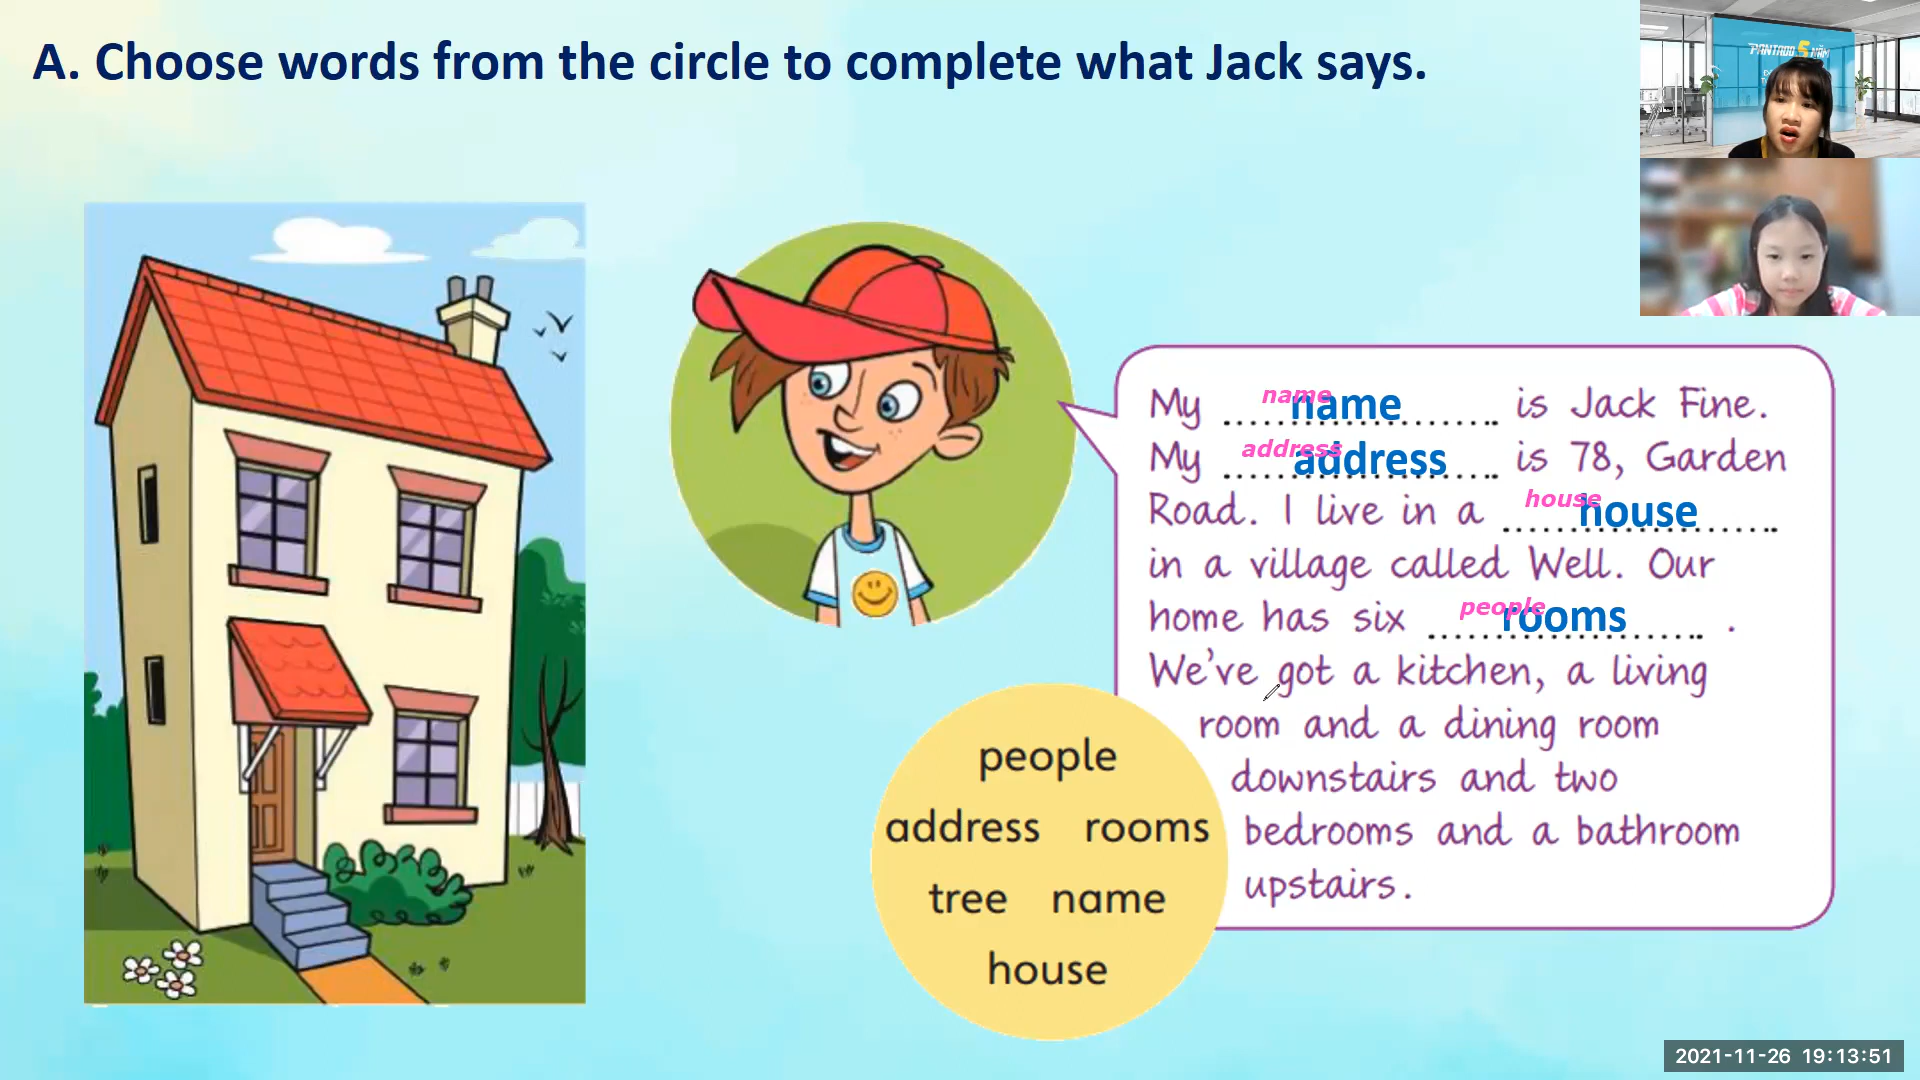 A. Choose words from the circle to complete what Jack says.
PANTADO 5 NĂM
My name name is Jack Fine.
My address address is 78, Garden
Road. I live in a house house
in a village called Well. Our
home has six people rooms .
We've got a kitchen, a living
room and a dining room
downstairs and two
bedrooms and a bathroom
upstairs.
people
address rooms
tree name
house
2021-11-26 19:13:51